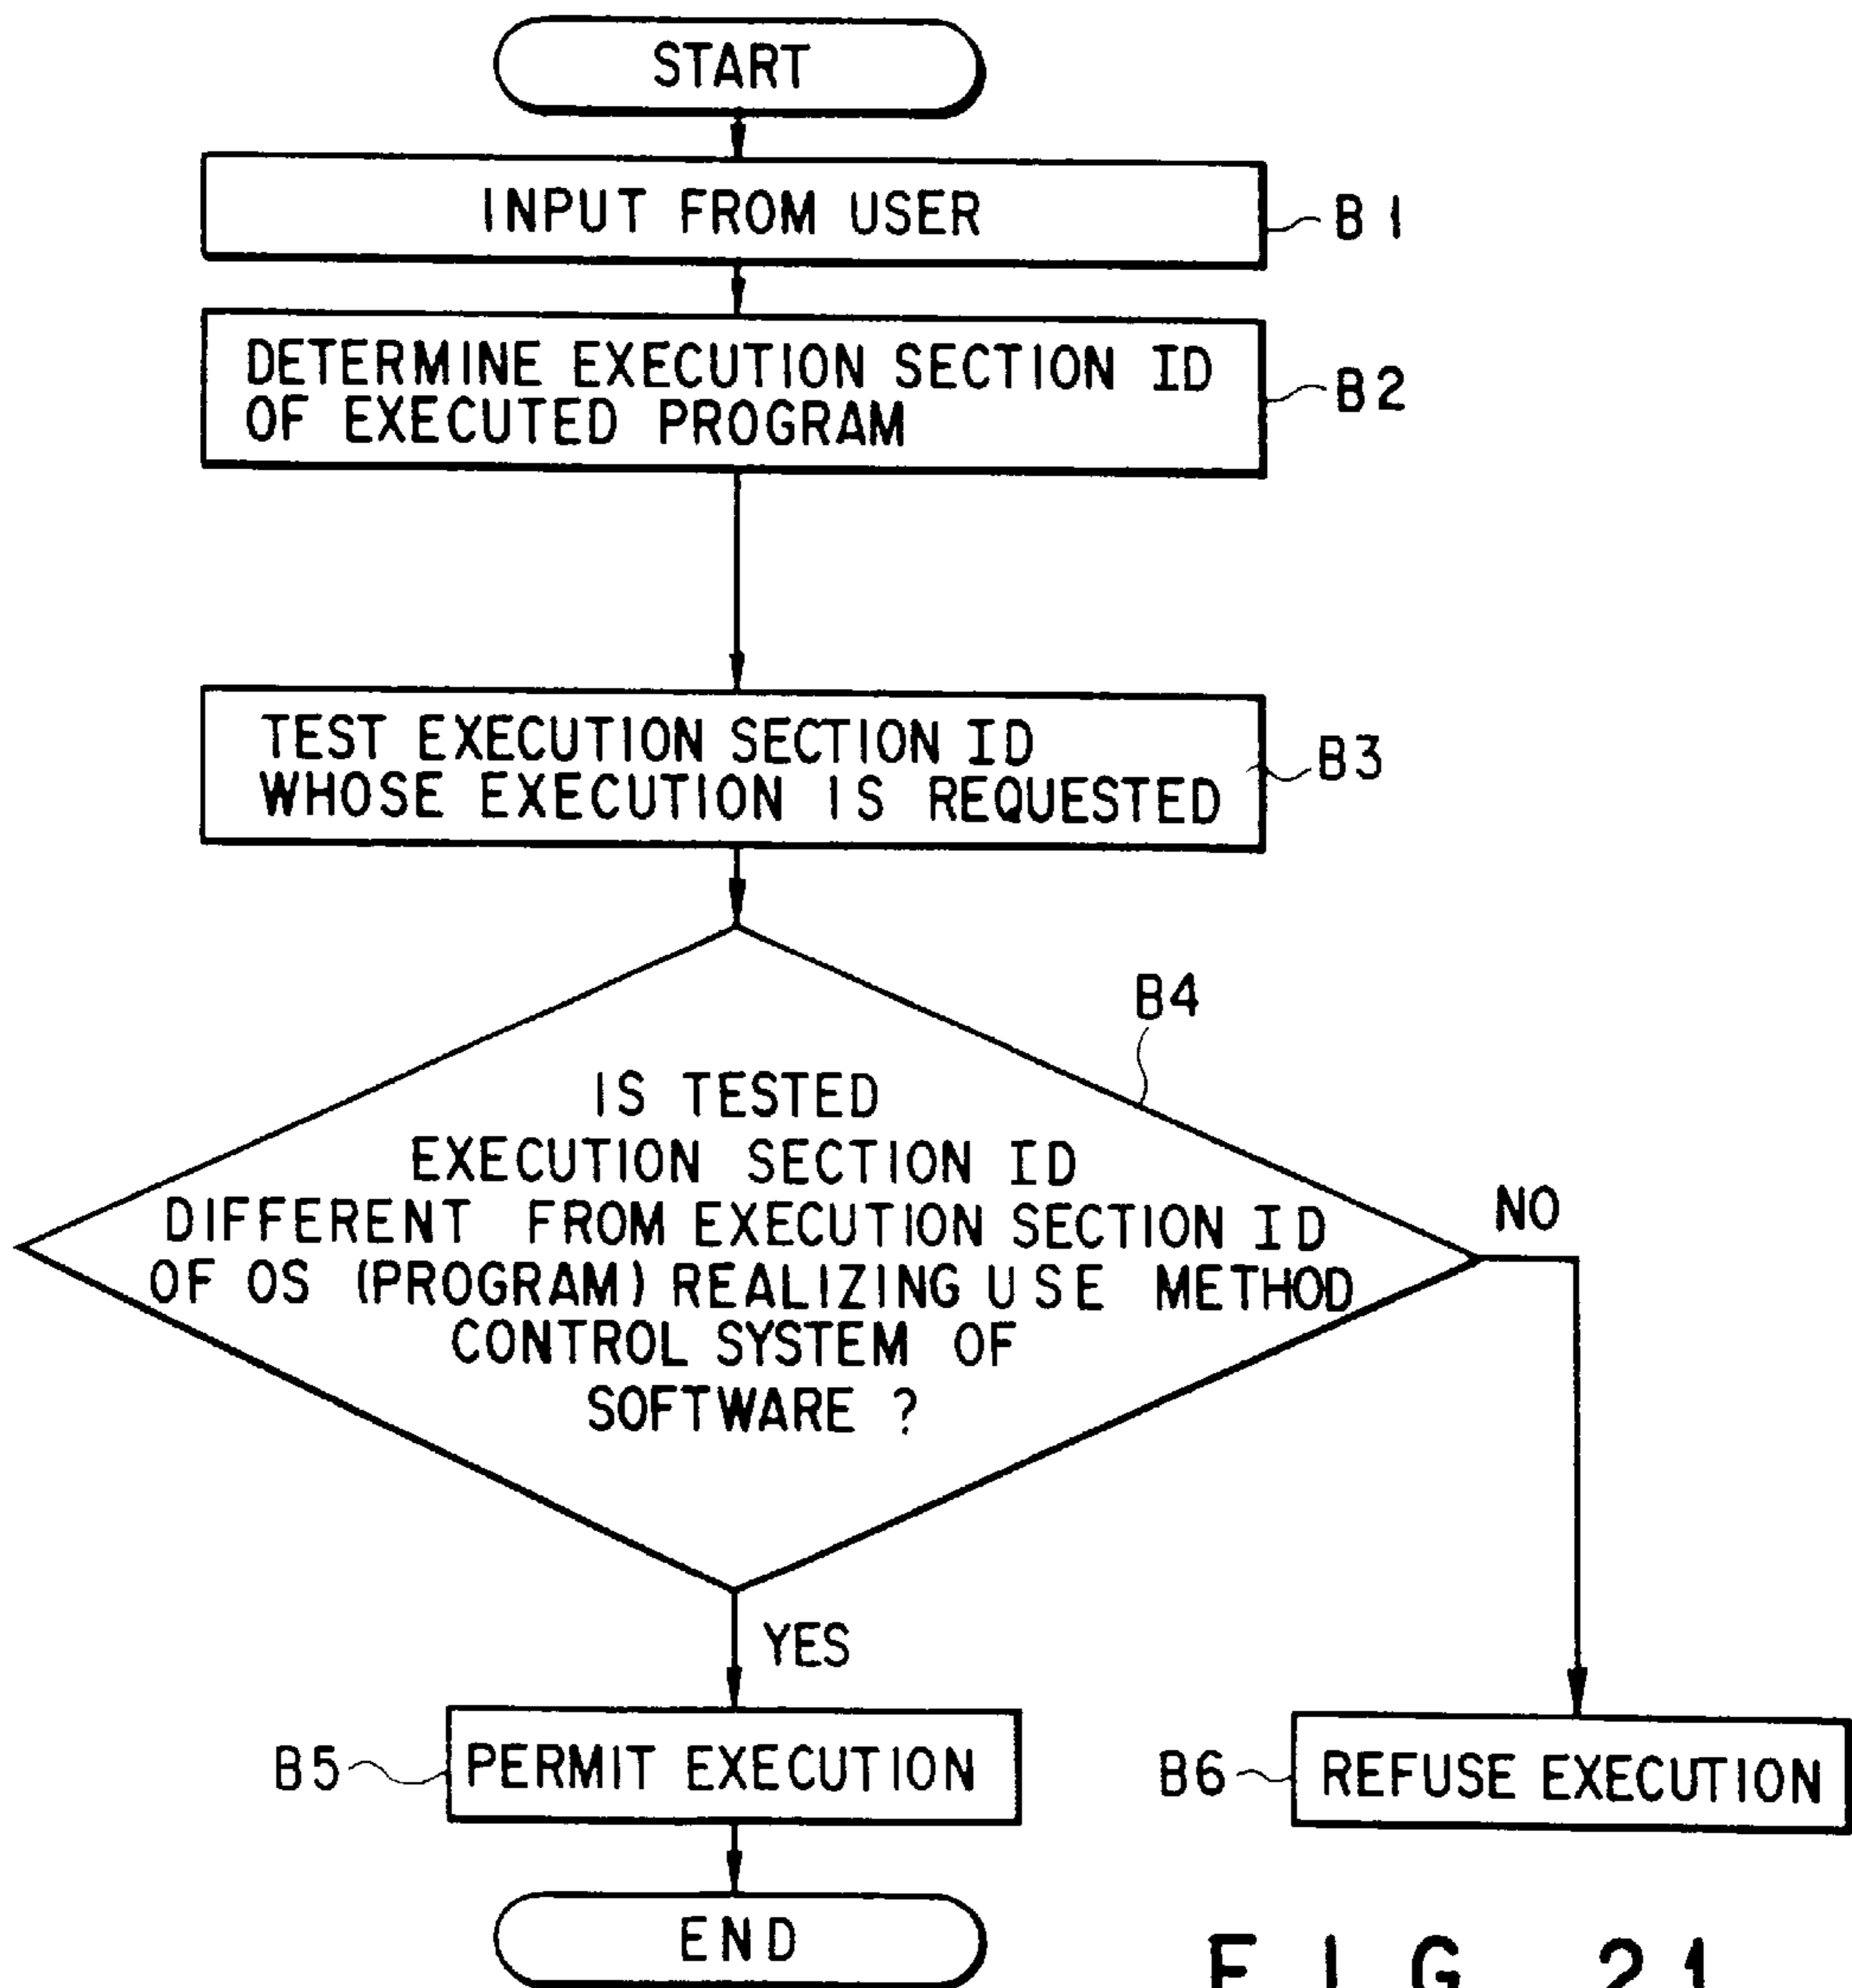 START
INPUT FROM USER
B1
DETERMINE EXECUTION SECTION ID
OF EXECUTED PROGRAM
B2
TEST EXECUTION SECTION ID
WHOSE EXECUTION IS REQUESTED
B3
B4
IS TESTED
EXECUTION SECTION ID
DIFFERENT FROM EXECUTION SECTION ID
OF OS (PROGRAM) REALIZING USE METHOD
CONTROL SYSTEM OF
SOFTWARE ?
NO
YES
B5
PERMIT EXECUTION
B6
REFUSE EXECUTION
END
FIG. 21